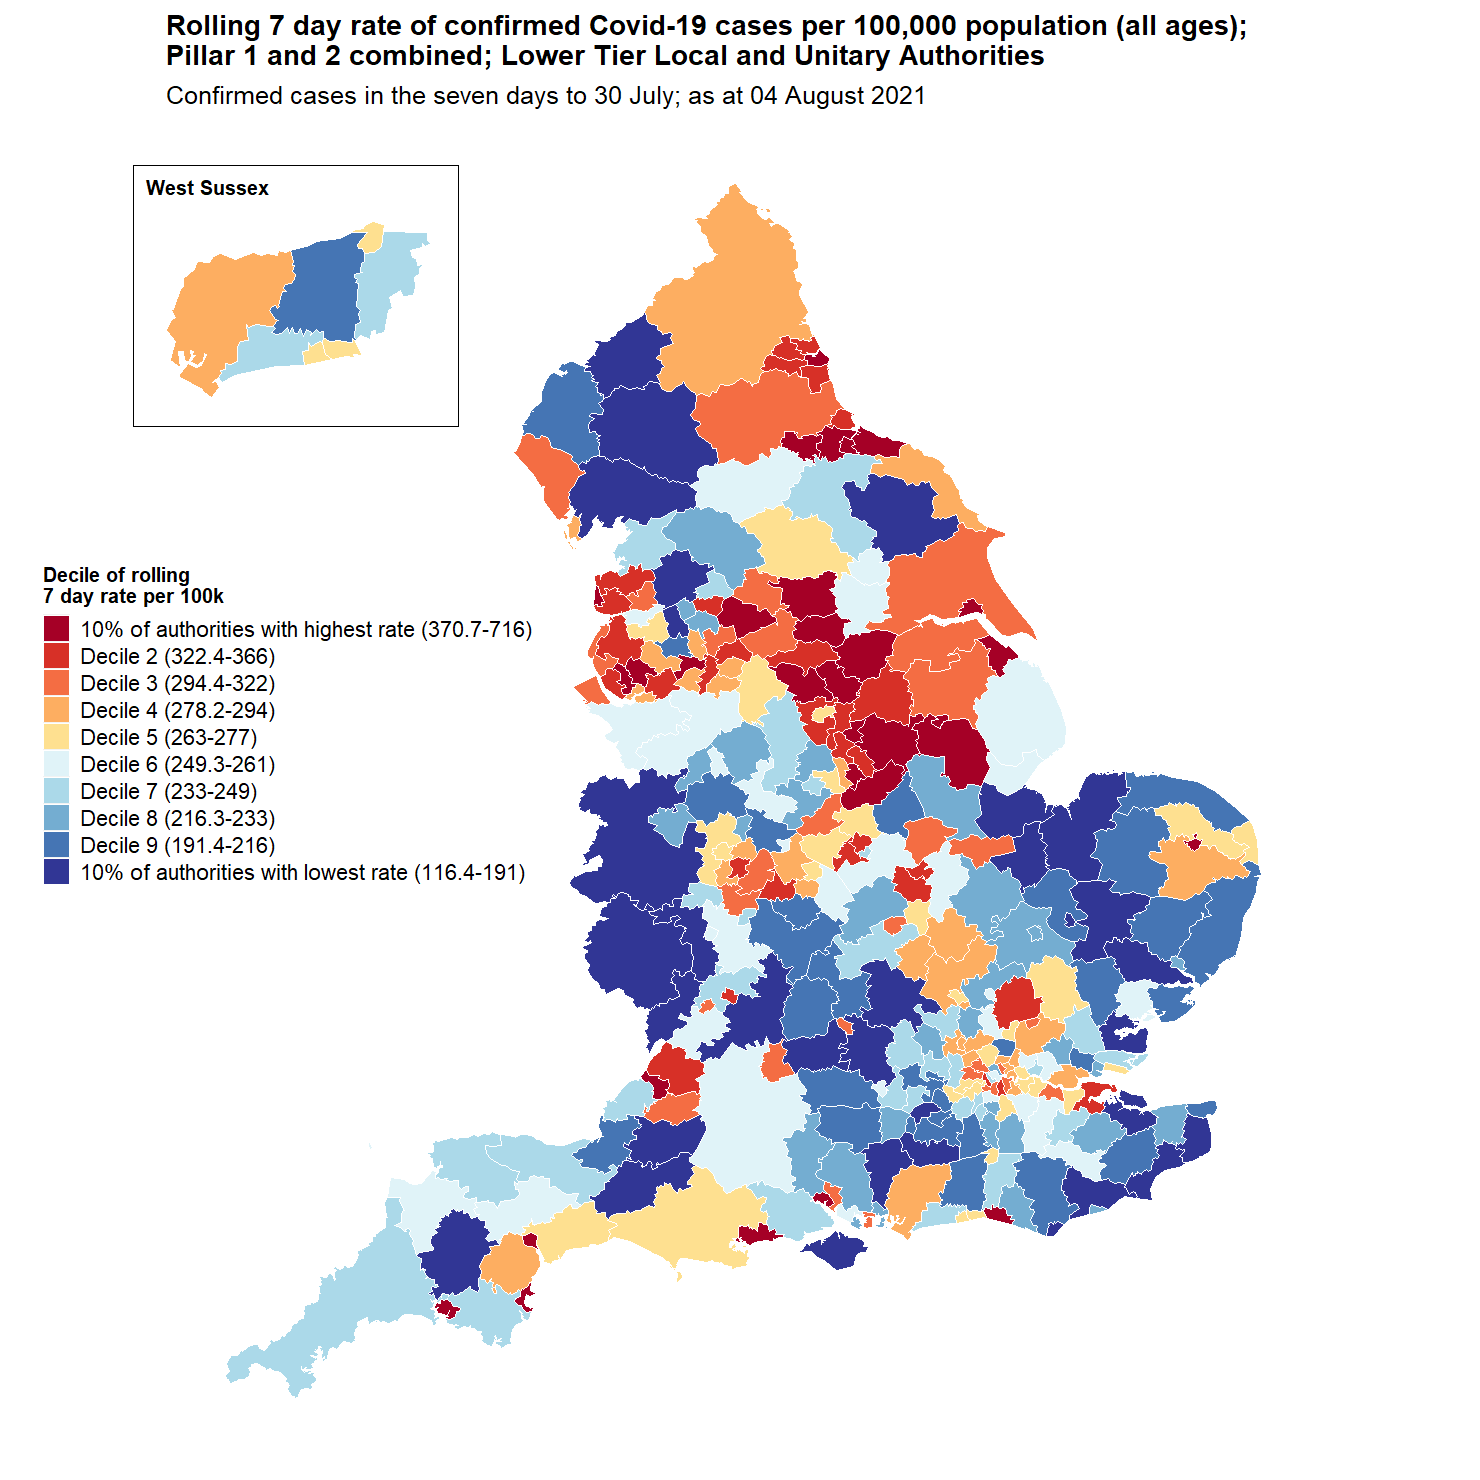 Rolling 7 day rate of confirmed Covid-19 cases per 100,000 population (all ages);
Pillar 1 and 2 combined; Lower Tier Local and Unitary Authorities
Confirmed cases in the seven days to 30 July; as at 04 August 2021
West Sussex
Decile of rolling
7 day rate per 100k
10% of authorities with highest rate (370.7-716)
Decile 2 (322.4-366)
Decile 3 (294.4-322)
Decile 4 (278.2-294)
Decile 5 (263-277)
Decile 6 (249.3-261)
Decile 7 (233-249)
Decile 8 (216.3-233)
Decile 9 (191.4-216)
10% of authorities with lowest rate (116.4-191)